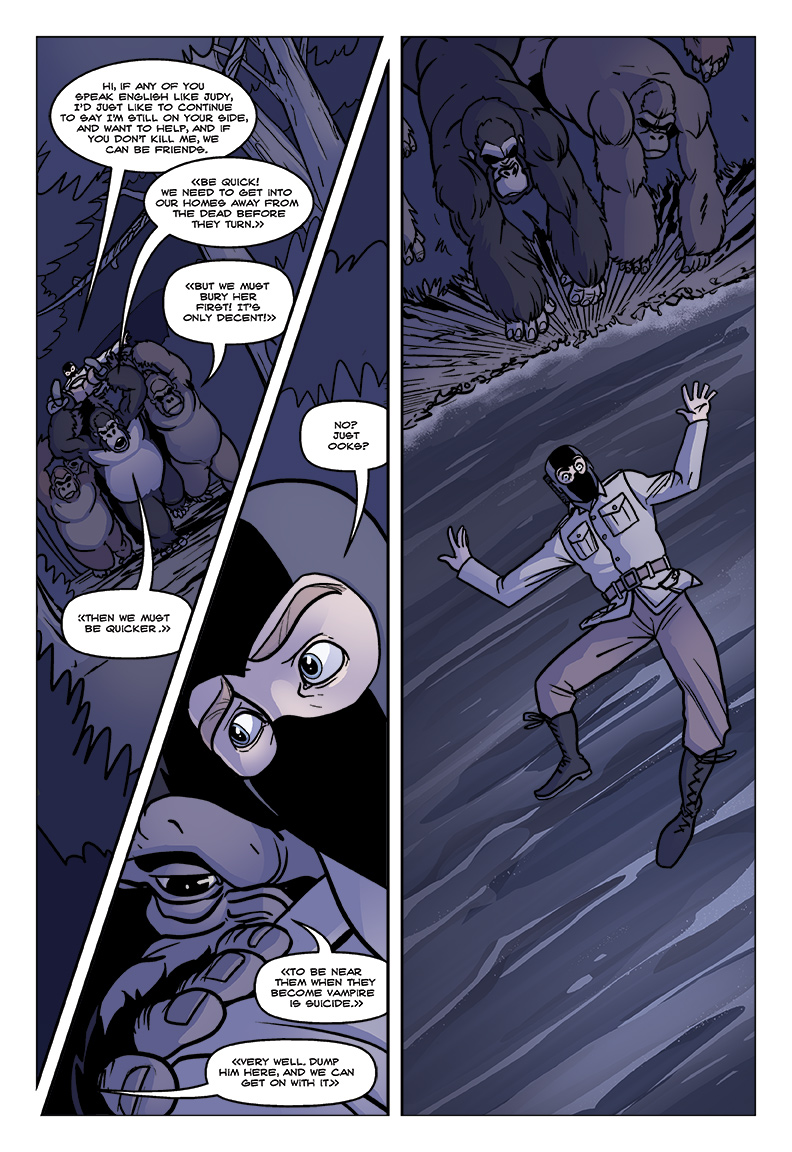 HI, IF ANY OF YOU
SPEAK ENGLISH LIKE JUDY,
I'D JUST LIKE TO CONTINUE
TO SAY I'M STILL ON YOUR SIDE,
AND WANT TO HELP, AND IF
YOU DON'T KILL ME, WE
CAN BE FRIENDS.
«BE QUICK!
WE NEED TO GET INTO
OUR HOMES AWAY FROM
THE DEAD BEFORE
THEY TURN.»
«BUT WE MUST
BURY HER
FIRST! IT'S
ONLY DECENT!»
«THEN WE MUST
BE QUICKER.»
NO?
JUST
OOKS?
«TO BE NEAR
THEM WHEN THEY
BECOME VAMPIRE
IS SUICIDE.»
«VERY WELL. DUMP
HIM HERE, AND WE CAN
GET ON WITH IT.»